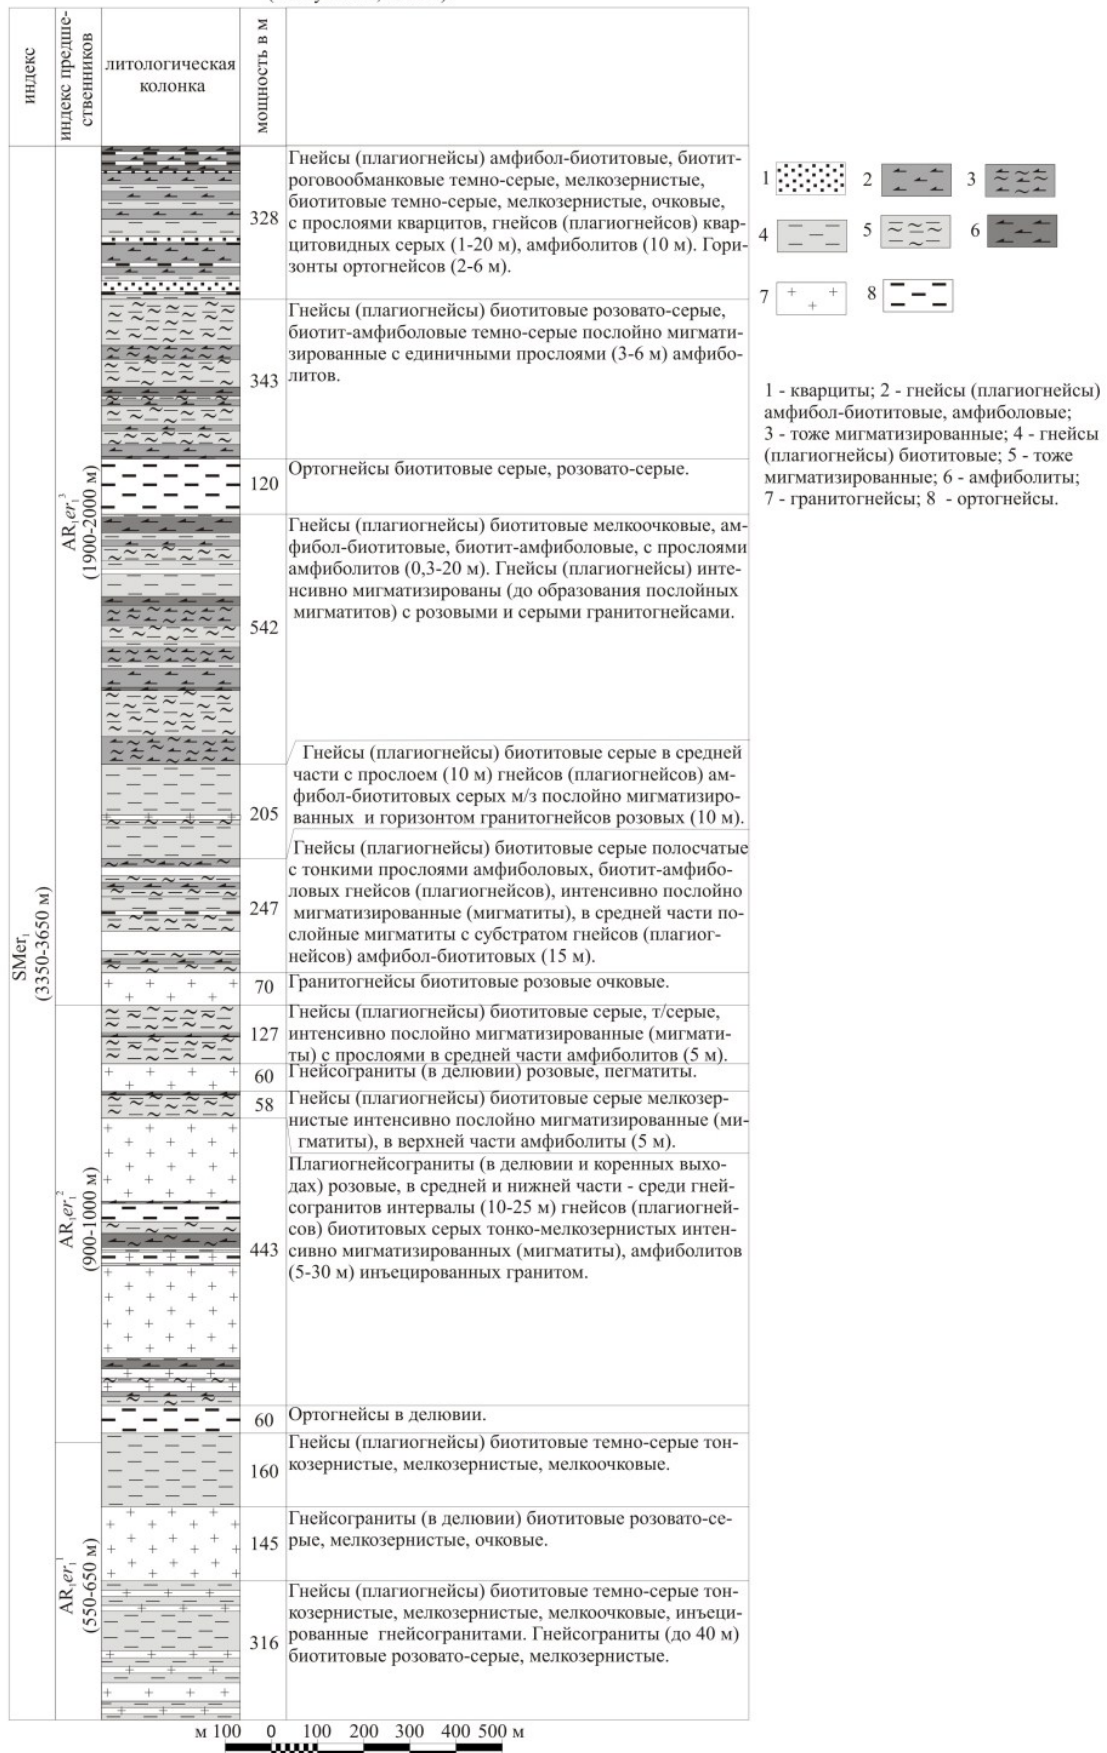 индекс
индекс предше-
ственников
литологическая
колонка
мощность в м
SMer₁
(3350-3650 м)
AR₁er₁³
(1900-2000 м)
328
Гнейсы (плагиогнейсы) амфибол-биотитовые, биотит-
роговообманковые темно-серые, мелкозернистые,
биотитовые темно-серые, мелкозернистые, очковые,
с прослоями кварцитов, гнейсов (плагиогнейсов) квар-
цитовидных серых (1-20 м), амфиболитов (10 м). Гори-
зонты ортогнейсов (2-6 м).
343
Гнейсы (плагиогнейсы) биотитовые розовато-серые,
биотит-амфиболовые темно-серые послойно мигмати-
зированные с единичными прослоями (3-6 м) амфибо-
литов.
120
Ортогнейсы биотитовые серые, розовато-серые.
542
Гнейсы (плагиогнейсы) биотитовые мелкоочковые, ам-
фибол-биотитовые, биотит-амфиболовые, с прослоями
амфиболитов (0,3-20 м). Гнейсы (плагиогнейсы) инте-
нсивно мигматизированы (до образования послойных
мигматитов) с розовыми и серыми гранитогнейсами.
205
Гнейсы (плагиогнейсы) биотитовые серые в средней
части с прослоем (10 м) гнейсов (плагиогнейсов) ам-
фибол-биотитовых серых м/з послойно мигматизиро-
ванных и горизонтом гранитогнейсов розовых (10 м).
247
Гнейсы (плагиогнейсы) биотитовые серые полосчатые
с тонкими прослоями амфиболовых, биотит-амфибо-
ловых гнейсов (плагиогнейсов), интенсивно послойно
мигматизированные (мигматиты), в средней части по-
слойные мигматиты с субстратом гнейсов (плагиог-
нейсов) амфибол-биотитовых (15 м).
70
Гранитогнейсы биотитовые розовые очковые.
AR₁er₁²
(900-1000 м)
127
Гнейсы (плагиогнейсы) биотитовые серые, т/серые,
интенсивно послойно мигматизированные (мигмати-
ты) с прослоями в средней части амфиболитов (5 м).
60
Гнейсограниты (в делювии) розовые, пегматиты.
58
Гнейсы (плагиогнейсы) биотитовые серые мелкозер-
нистые интенсивно послойно мигматизированные (ми-
гматиты), в верхней части амфиболиты (5 м).
443
Плагиогнейсограниты (в делювии и коренных выхо-
дах) розовые, в средней и нижней части - среди гней-
согранитов интервалы (10-25 м) гнейсов (плагиогней-
сов) биотитовых серых тонко-мелкозернистых интен-
сивно мигматизированных (мигматиты), амфиболитов
(5-30 м) инъецированных гранитом.
60
Ортогнейсы в делювии.
AR₁er₁¹
(550-650 м)
160
Гнейсы (плагиогнейсы) биотитовые темно-серые тон-
козернистые, мелкозернистые, мелкоочковые.
145
Гнейсограниты (в делювии) биотитовые розовато-се-
рые, мелкозернистые, очковые.
316
Гнейсы (плагиогнейсы) биотитовые темно-серые тон-
козернистые, мелкозернистые, мелкоочковые, инъеци-
рованные гнейсогранитами. Гнейсограниты (до 40 м)
биотитовые розовато-серые, мелкозернистые.
м 100 0 100 200 300 400 500 м
1 2 3
4 5 6
7 8
1 - кварциты; 2 - гнейсы (плагиогнейсы)
амфибол-биотитовые, амфиболовые;
3 - тоже мигматизированные; 4 - гнейсы
(плагиогнейсы) биотитовые; 5 - тоже
мигматизированные; 6 - амфиболиты;
7 - гранитогнейсы; 8 - ортогнейсы.